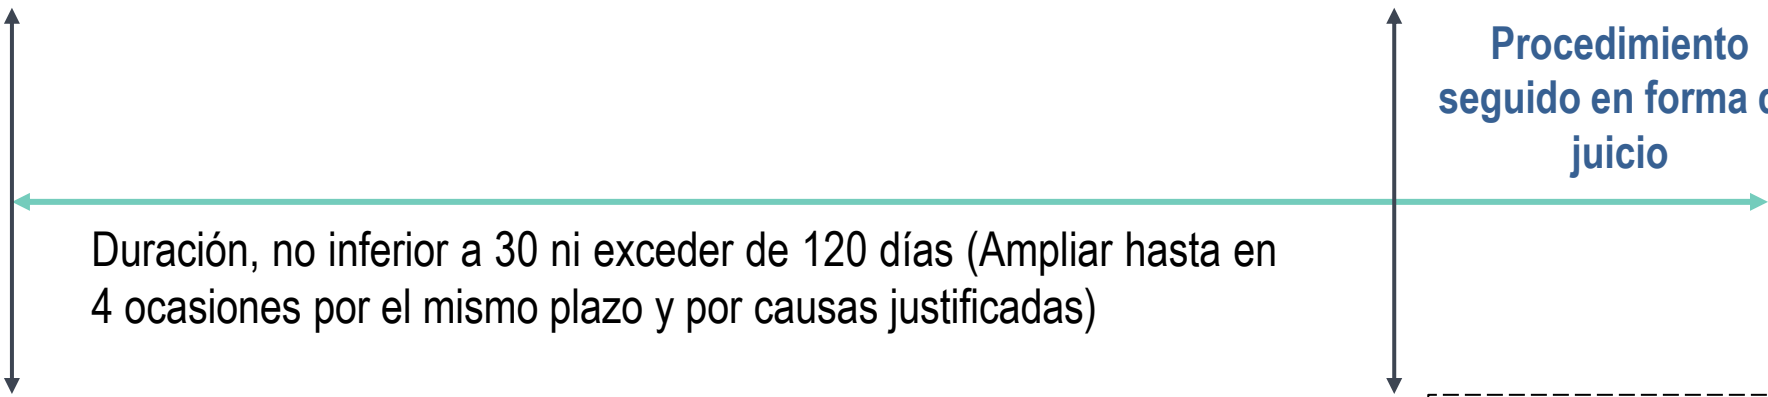 Procedimiento
seguido en forma
juicio
Duración, no inferior a 30 ni exceder de 120 días (Ampliar hasta en
4 ocasiones por el mismo plazo y por causas justificadas)